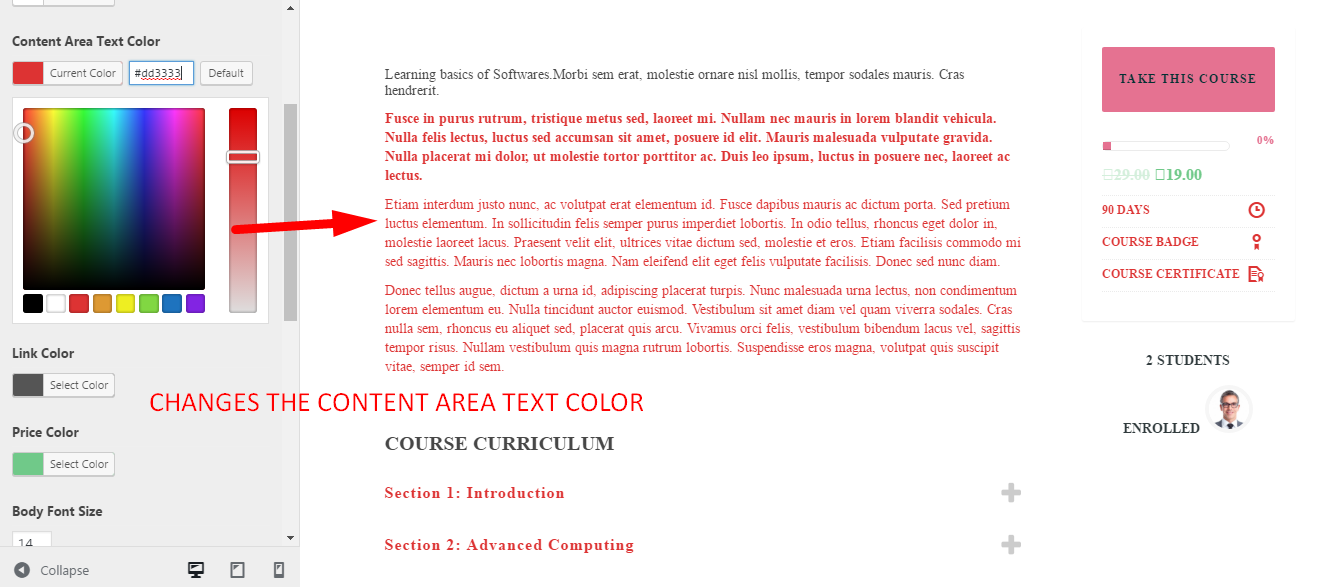 Content Area Text Color
Current Color
#dd3333
Default
Link Color
Select Color
Price Color
Select Color
Body Font Size
14
Collapse
Learning basics of Softwares.Morbi sem erat, molestie ornare nisl mollis, tempor sodales mauris. Cras
hendrerit.
Fusce in purus rutrum, tristique metus sed, laoreet mi. Nullam nec mauris in lorem blandit vehicula.
Nulla felis lectus, luctus sed accumsan sit amet, posuere id elit. Mauris malesuada vulputate gravida.
Nulla placerat mi dolor, ut molestie tortor porttitor ac. Duis leo ipsum, luctus in posuere nec, laoreet ac
lectus.
Etiam interdum justo nunc, ac volutpat erat elementum id. Fusce dapibus mauris ac dictum porta. Sed pretium
luctus elementum. In sollicitudin felis semper purus imperdiet lobortis. In odio tellus, rhoncus eget dolor in,
molestie laoreet lacus. Praesent velit elit, ultrices vitae dictum sed, molestie et eros. Etiam facilisis commodo mi
sed sagittis. Mauris nec lobortis magna. Nam eleifend elit eget felis vulputate facilisis. Donec sed nunc diam.
Donec tellus augue, dictum a urna id, adipiscing placerat turpis. Nunc malesuada urna lectus, non condimentum
lorem elementum eu. Nulla tincidunt auctor euismod. Vestibulum sit amet diam vel quam viverra sodales. Cras
nulla sem, rhoncus eu aliquet sed, placerat quis arcu. Vivamus orci felis, vestibulum bibendum lacus vel, sagittis
tempor risus. Nullam vestibulum quis magna rutrum lobortis. Suspendisse eros magna, volutpat quis suscipit
vitae, semper id sem.
CHANGES THE CONTENT AREA TEXT COLOR
COURSE CURRICULUM
Section 1: Introduction
Section 2: Advanced Computing
TAKE THIS COURSE
0%
29.00 19.00
90 DAYS
COURSE BADGE
COURSE CERTIFICATE
2 STUDENTS
ENROLLED